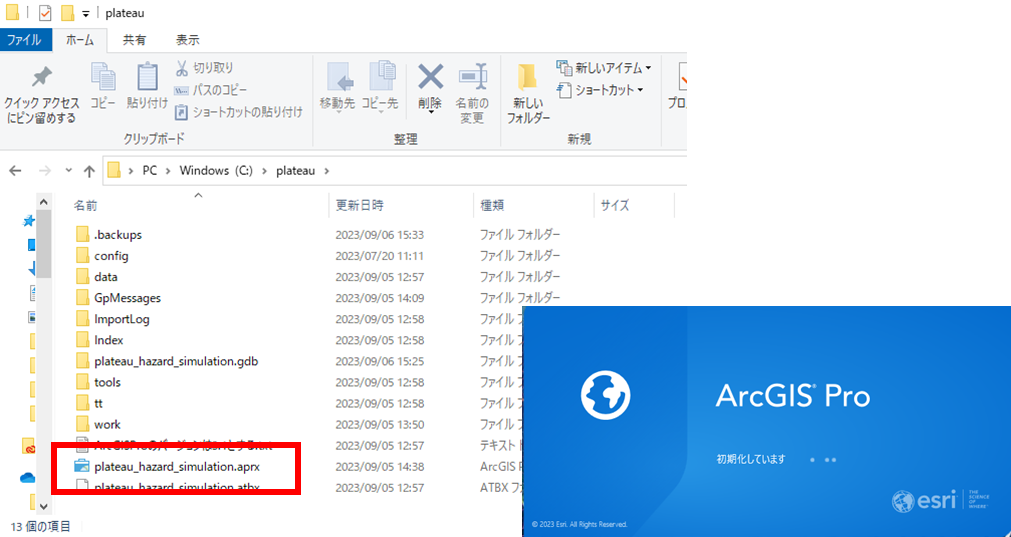 plateau
ファイル ホーム 共有 表示
クイック アクセス
にピン留めする
コピー
貼り付け
切り取り
パスのコピー
ショートカットの貼り付け
クリップボード
移動先
コピー先
削除
名前の
変更
整理
新しい
フォルダー
新しいアイテム
ショートカット
新規
プロ
PC > Windows (C:) > plateau >
名前 更新日時 種類 サイズ
.backups 2023/09/06 15:33 ファイル フォルダー
config 2023/07/20 11:11 ファイル フォルダー
data 2023/09/05 12:57 ファイル フォルダー
GpMessages 2023/09/05 14:09 ファイル フォルダー
ImportLog 2023/09/05 12:58 ファイル フ
Index 2023/09/05 12:58 ファイル フ
plateau_hazard_simulation.gdb 2023/09/06 15:25 ファイル フ
tools 2023/09/05 12:58 ファイル フ
tt 2023/09/05 12:58 ファイル フ
work 2023/09/05 13:50 ファイル フ
2023/09/05 12:57 テキスト
plateau_hazard_simulation.aprx 2023/09/05 14:38 ArcGIS P
plateau_hazard_simulation.atbx 2023/09/05 12:57 ATBX フ
13 個の項目
ArcGIS® Pro
初期化しています
esri
THE
SCIENCE
OF
WHERE
© 2023 Esri. All Rights Reserved.